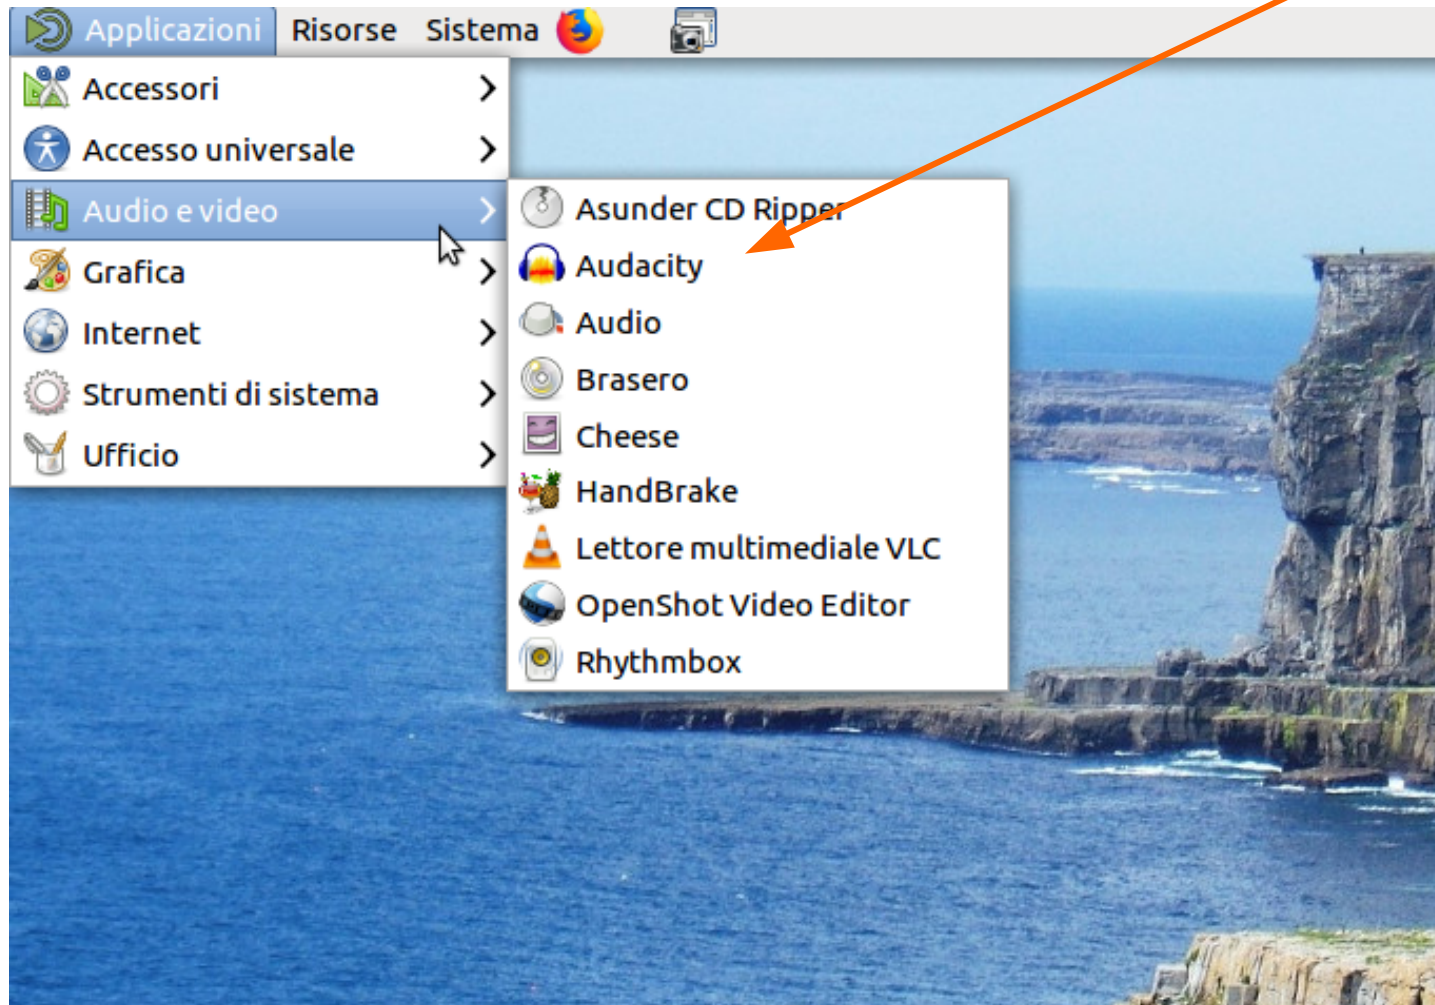 Applicazioni Risorse Sistema
Accessori
Accesso universale
Audio e video
Grafica
Internet
Strumenti di sistema
Ufficio
Asunder CD Ripper
Audacity
Audio
Brasero
Cheese
HandBrake
Lettore multimediale VLC
OpenShot Video Editor
Rhythmbox